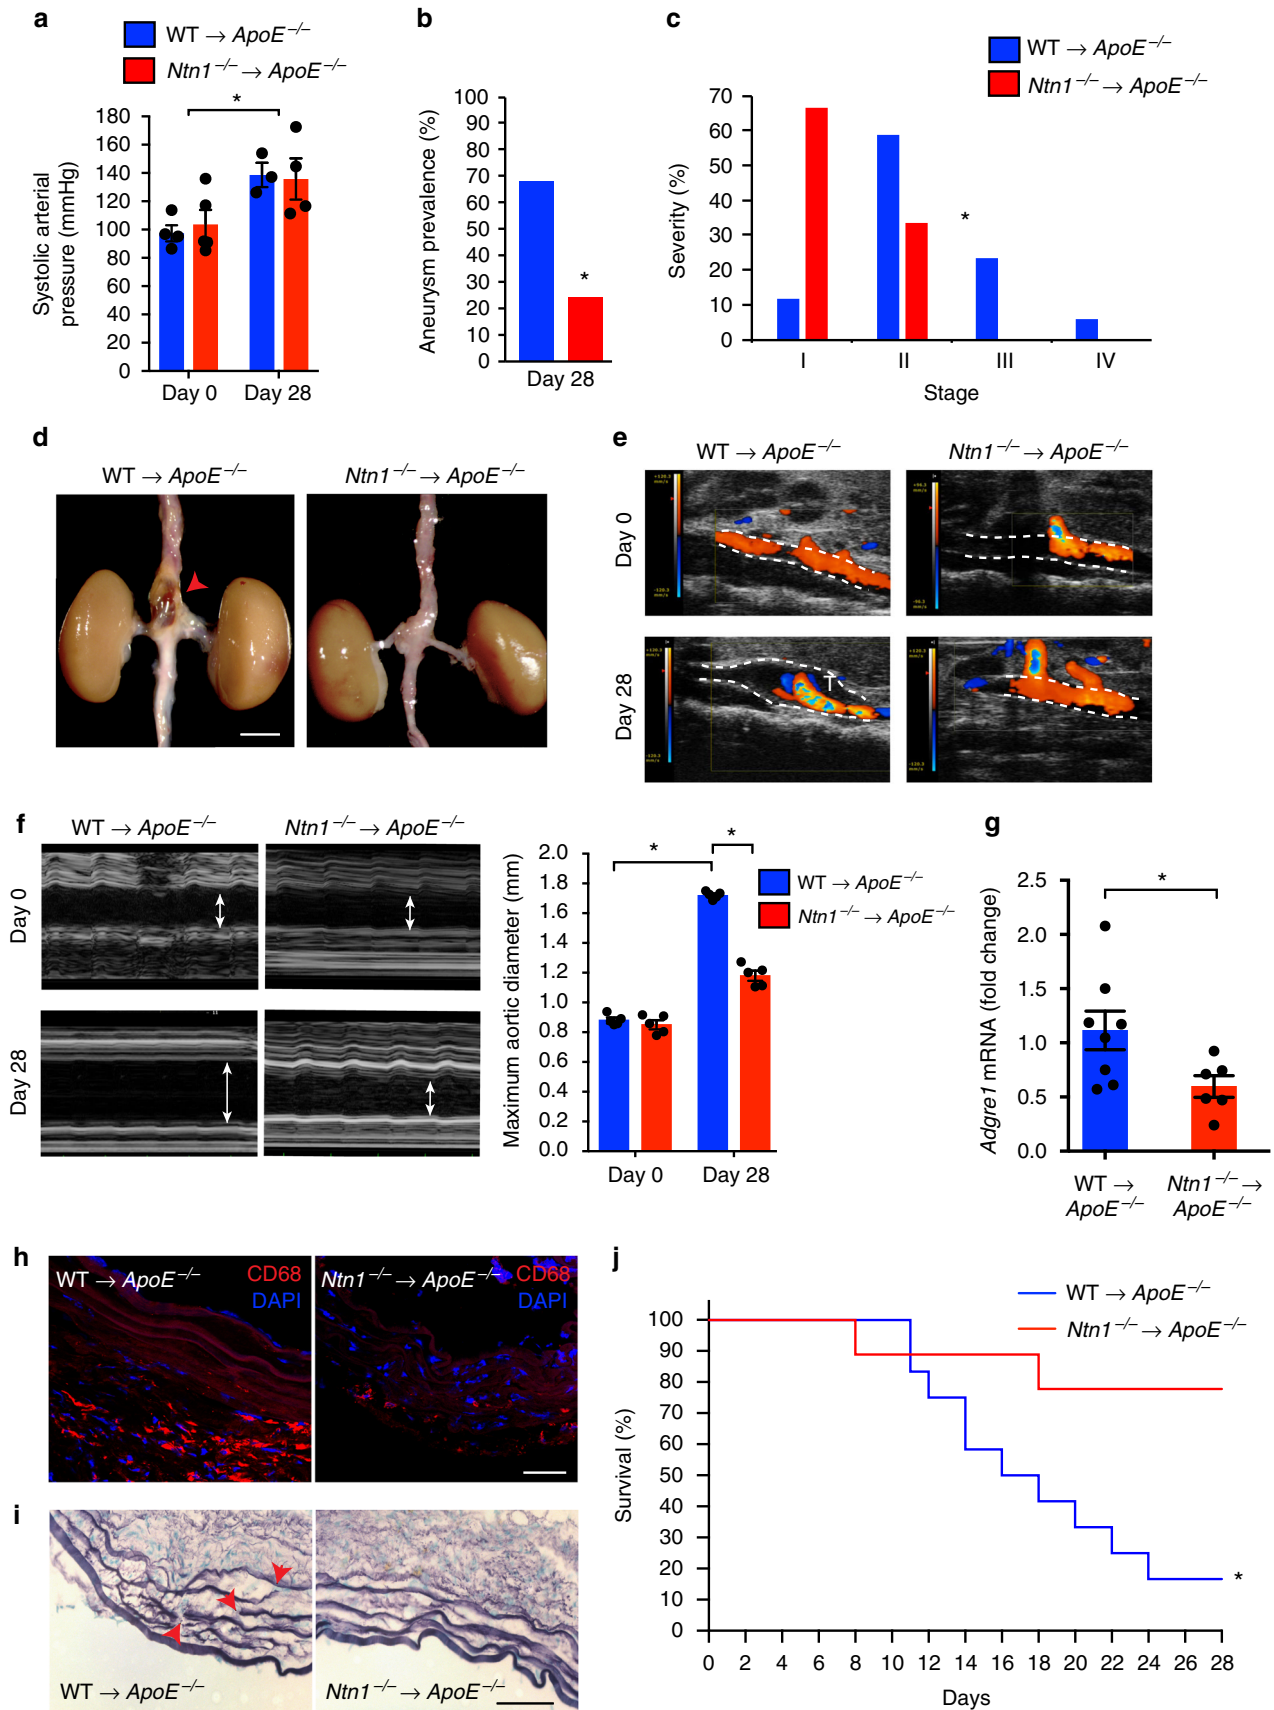 a
WT → ApoE−/−
Ntn1−/− → ApoE−/−
Systolic arterial
pressure (mmHg)
180
160
140
120
100
80
60
40
20
0
*
Day 0 Day 28
b
Aneurysm prevalence (%)
100
90
80
70
60
50
40
30
20
10
0
*
Day 28
c
WT → ApoE−/−
Ntn1−/− → ApoE−/−
Severity (%)
70
60
50
40
30
20
10
0
*
I II III IV
Stage
d
WT → ApoE−/−
Ntn1−/− → ApoE−/−
e
WT → ApoE−/−
Ntn1−/− → ApoE−/−
Day 0
Day 28
T
f
WT → ApoE−/−
Ntn1−/− → ApoE−/−
Day 0
Day 28
Maximum aortic diameter (mm)
2.0
1.8
1.6
1.4
1.2
1.0
0.8
0.6
0.4
0.2
0.0
*
*
Day 0 Day 28
WT → ApoE−/−
Ntn1−/− → ApoE−/−
g
Adgre1 mRNA (fold change)
2.5
2.0
1.5
1.0
0.5
0.0
*
WT →
ApoE−/−
Ntn1−/− →
ApoE−/−
h
WT → ApoE−/−
CD68
DAPI
Ntn1−/− → ApoE−/−
CD68
DAPI
i
WT → ApoE−/−
Ntn1−/− → ApoE−/−
j
WT → ApoE−/−
Ntn1−/− → ApoE−/−
Survival (%)
100
90
80
70
60
50
40
30
20
10
0
*
0 2 4 6 8 10 12 14 16 18 20 22 24 26 28
Days